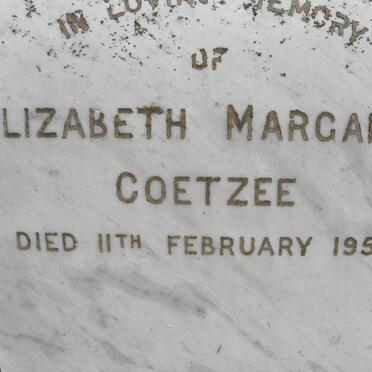 IN LOVING MEMORY
OF
LIZABETH MARGA
COETZEE
DIED 11TH FEBRUARY 195